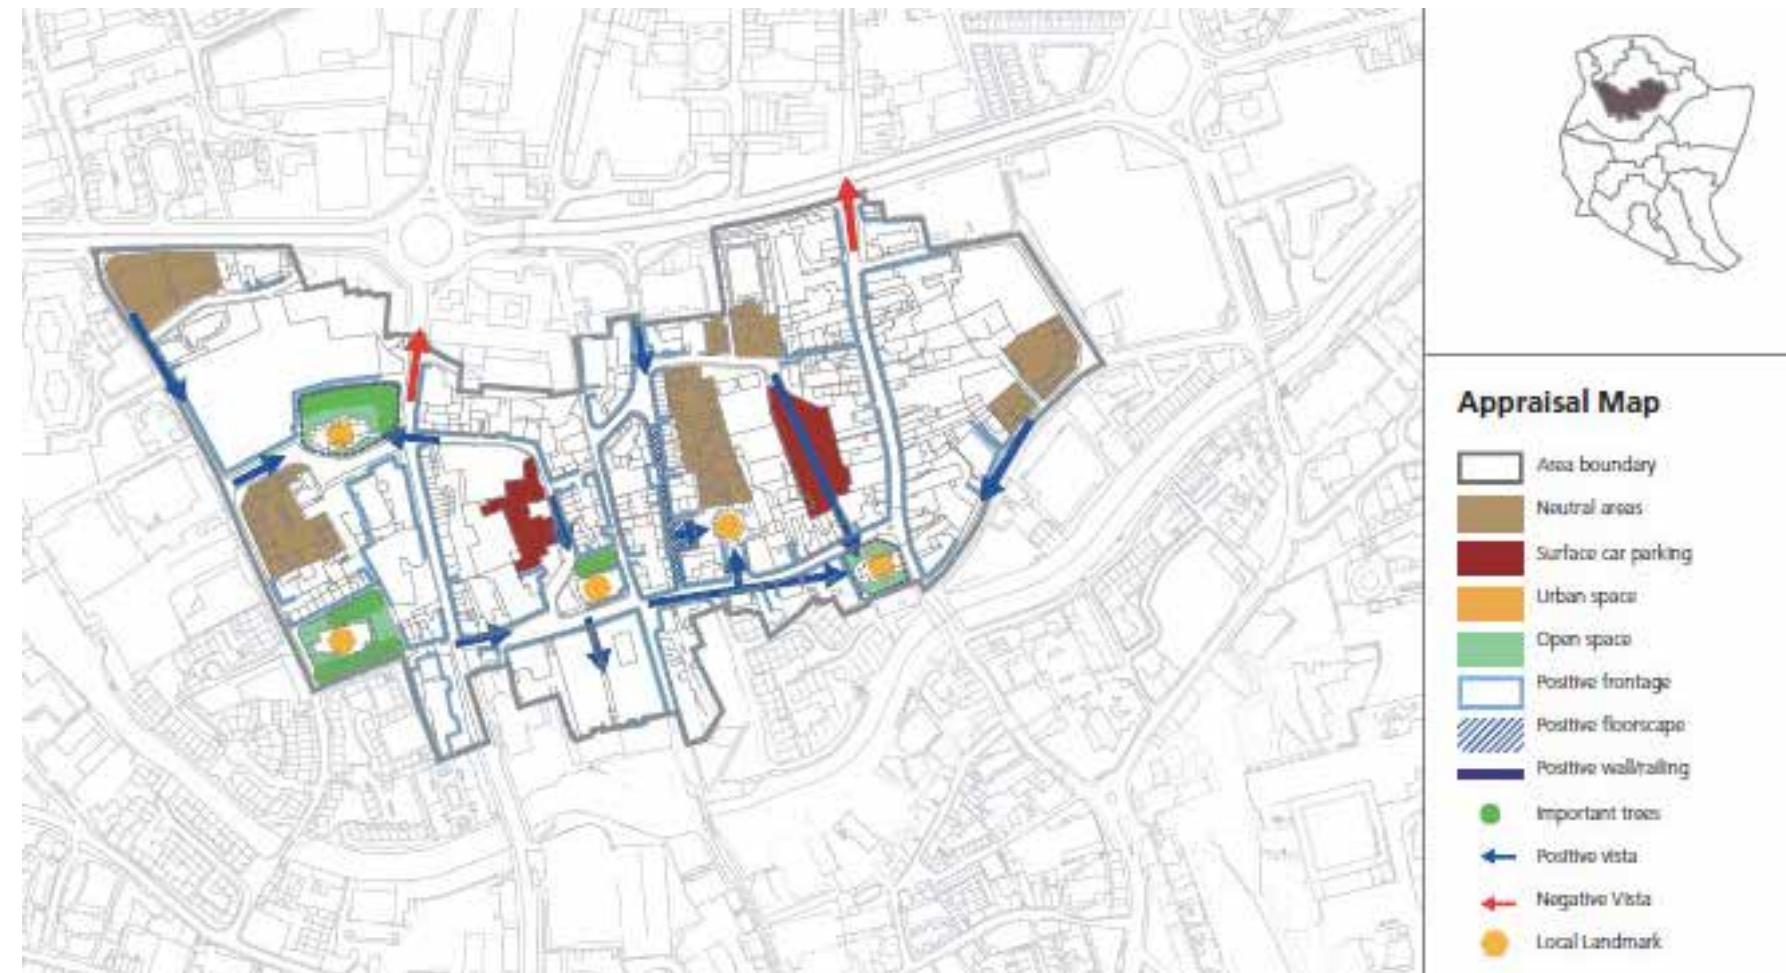 Appraisal Map
Area boundary
Neutral areas
Surface car parking
Urban space
Open space
Positive frontage
Positive floorscape
Positive wall/railing
Important trees
Positive vista
Negative Vista
Local Landmark